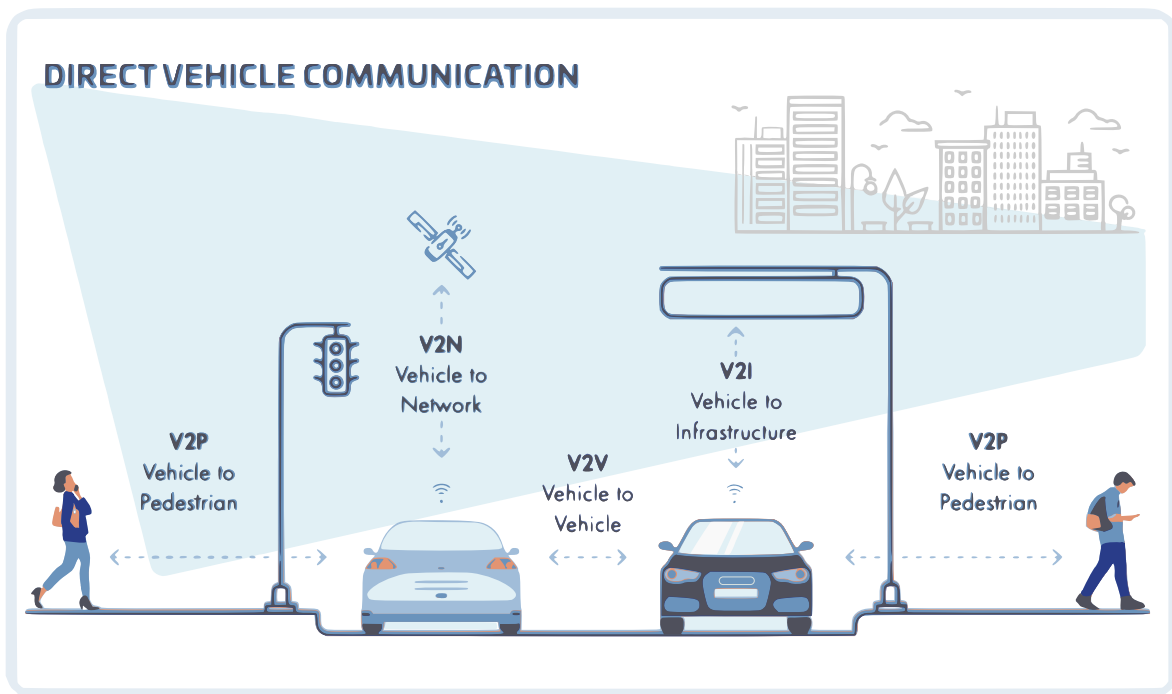 DIRECT VEHICLE COMMUNICATION
V2N
Vehicle to
Network
V2I
Vehicle to
Infrastructure
V2P
Vehicle to
Pedestrian
V2V
Vehicle to
Vehicle
V2P
Vehicle to
Pedestrian